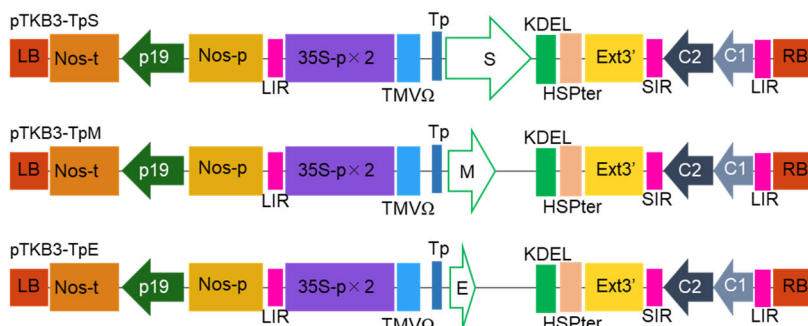 pTKB3-TpS
Tp
KDEL
LB Nos-t p19 Nos-p 35S-p×2 S Ext3' C2 C1 RB
LIR TMVΩ HSPter SIR LIR
pTKB3-TpM
Tp
KDEL
LB Nos-t p19 Nos-p 35S-p×2 M Ext3' C2 C1 RB
LIR TMVΩ HSPter SIR LIR
pTKB3-TpE
Tp
KDEL
LB Nos-t p19 Nos-p 35S-p×2 E Ext3' C2 C1 RB
LIR TMVΩ HSPter SIR LIR